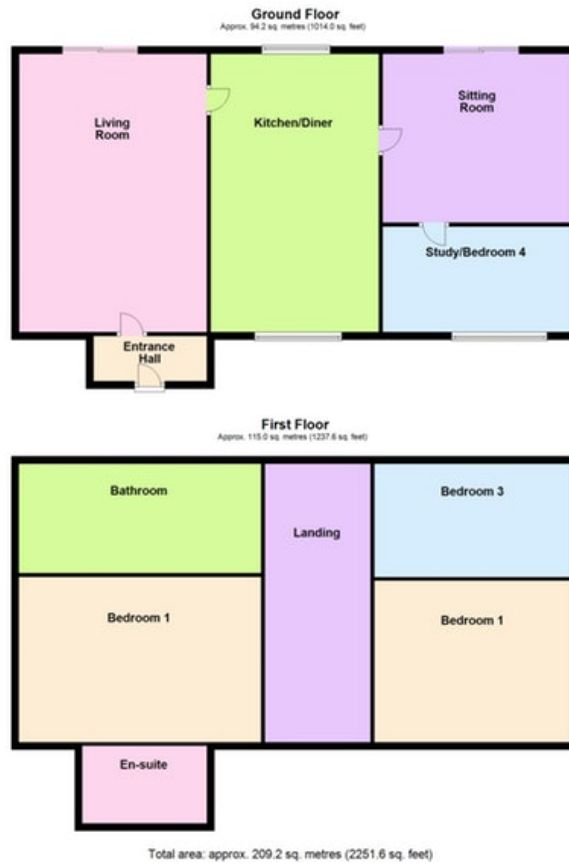 Ground Floor
Approx. 94.2 sq. metres (1014.0 sq. feet)
Living
Room
Kitchen/Diner
Sitting
Room
Study/Bedroom 4
Entrance
Hall
First Floor
Approx. 115.0 sq. metres (1237.6 sq. feet)
Bathroom
Landing
Bedroom 3
Bedroom 1
Bedroom 1
En-suite
Total area: approx. 209.2 sq. metres (2251.6 sq. feet)